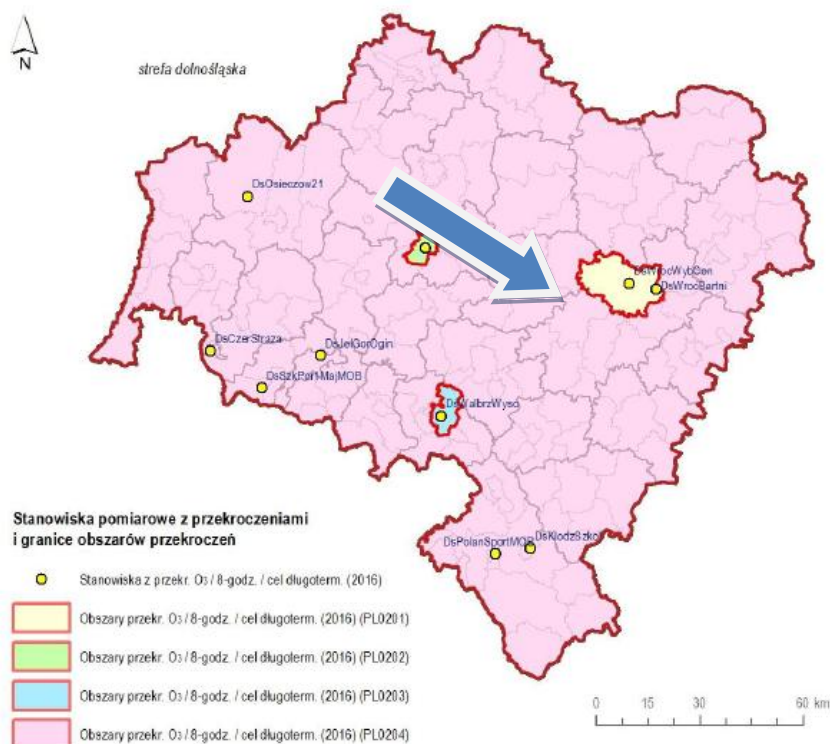 N
strefa dolnośląska
DsOsieczow21
DsWrocWybCon
DsWrocBartni
DsCzerStraza
DsJelGorOgin
DsSzkPor1MajMOB
DsWalbrzWyso
DsPolanSportMOB
DsKlodzSzkol
Stanowiska pomiarowe z przekroczeniami
i granice obszarów przekroczeń
Stanowiska z przekr. O3 / 8-godz. / cel długoterm. (2016)
Obszary przekr. O3 / 8-godz. / cel długoterm. (2016) (PL0201)
Obszary przekr. O3 / 8-godz. / cel długoterm. (2016) (PL0202)
Obszary przekr. O3 / 8-godz. / cel długoterm. (2016) (PL0203)
Obszary przekr. O3 / 8-godz. / cel długoterm. (2016) (PL0204)
0 15 30 60 km